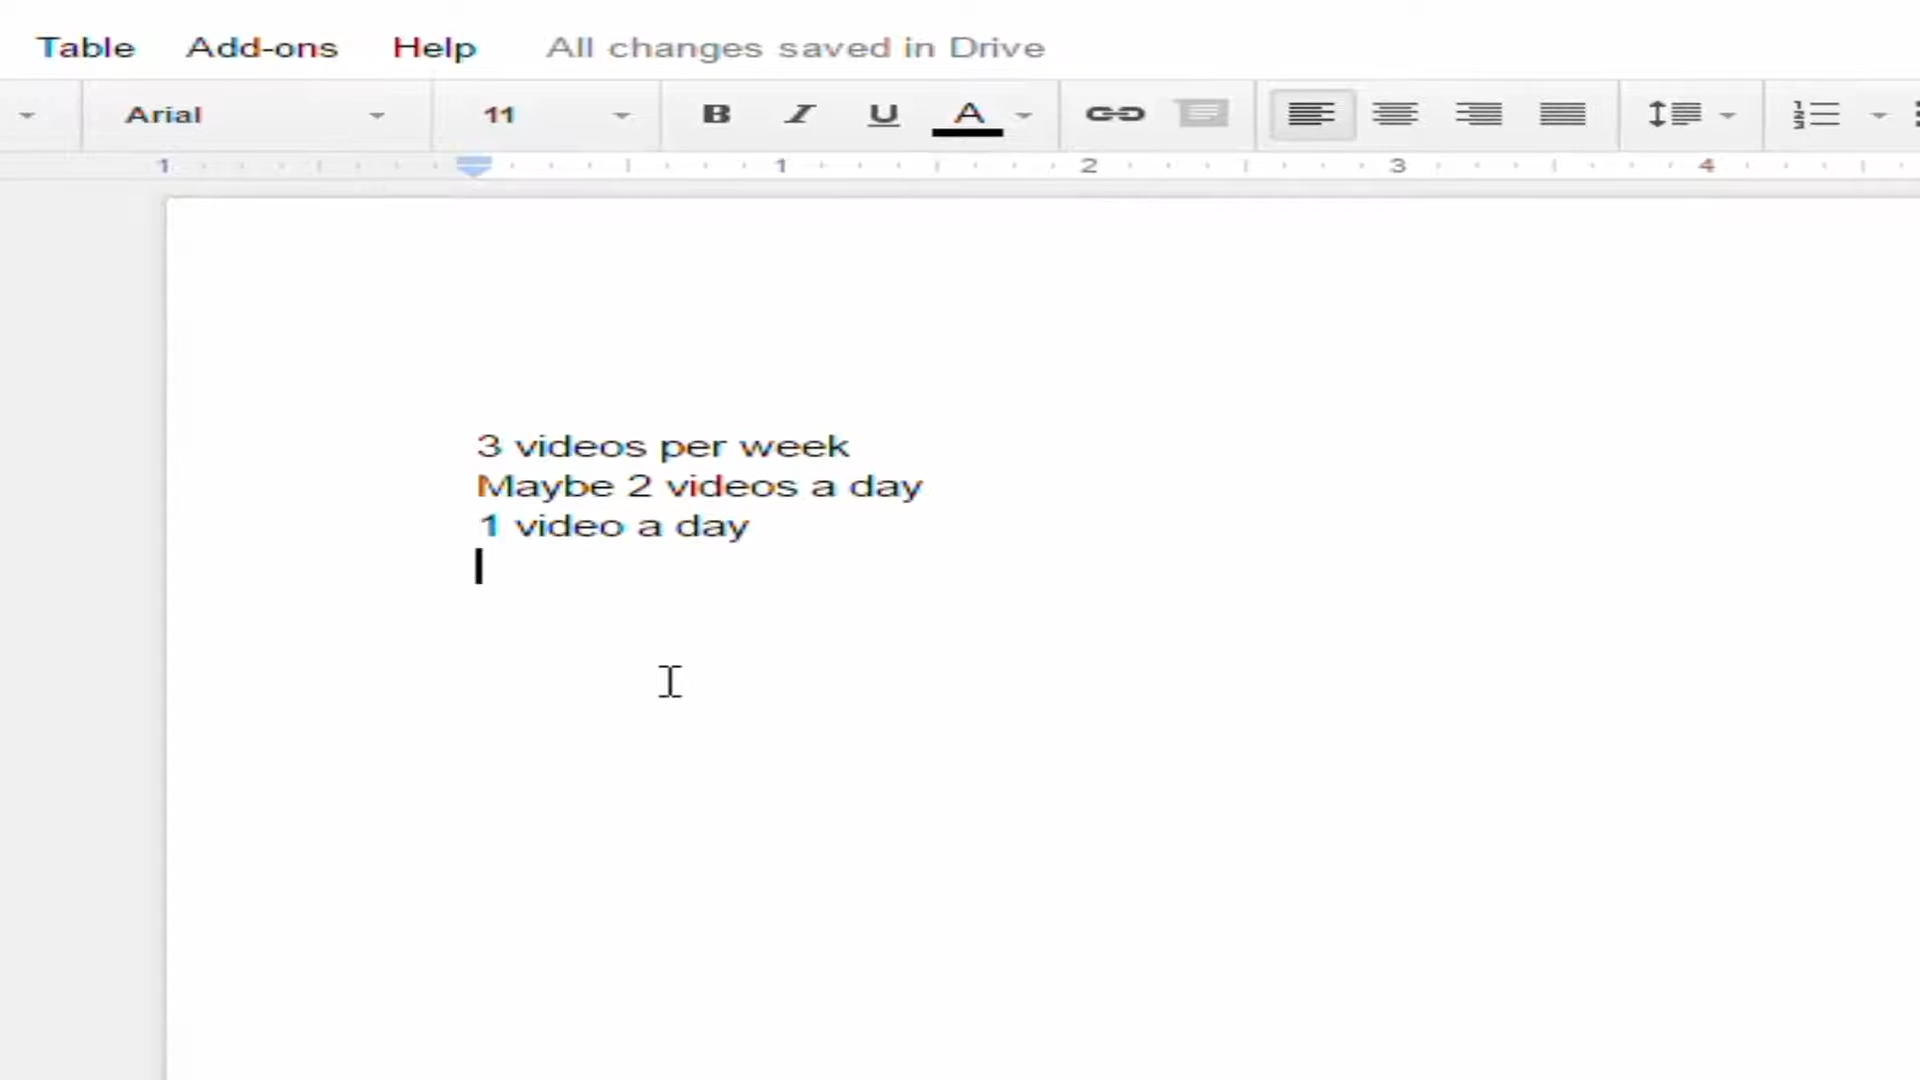 Table Add-ons Help All changes saved in Drive
Arial 11 B I U A
1 1 2 3 4
3 videos per week
Maybe 2 videos a day
1 video a day